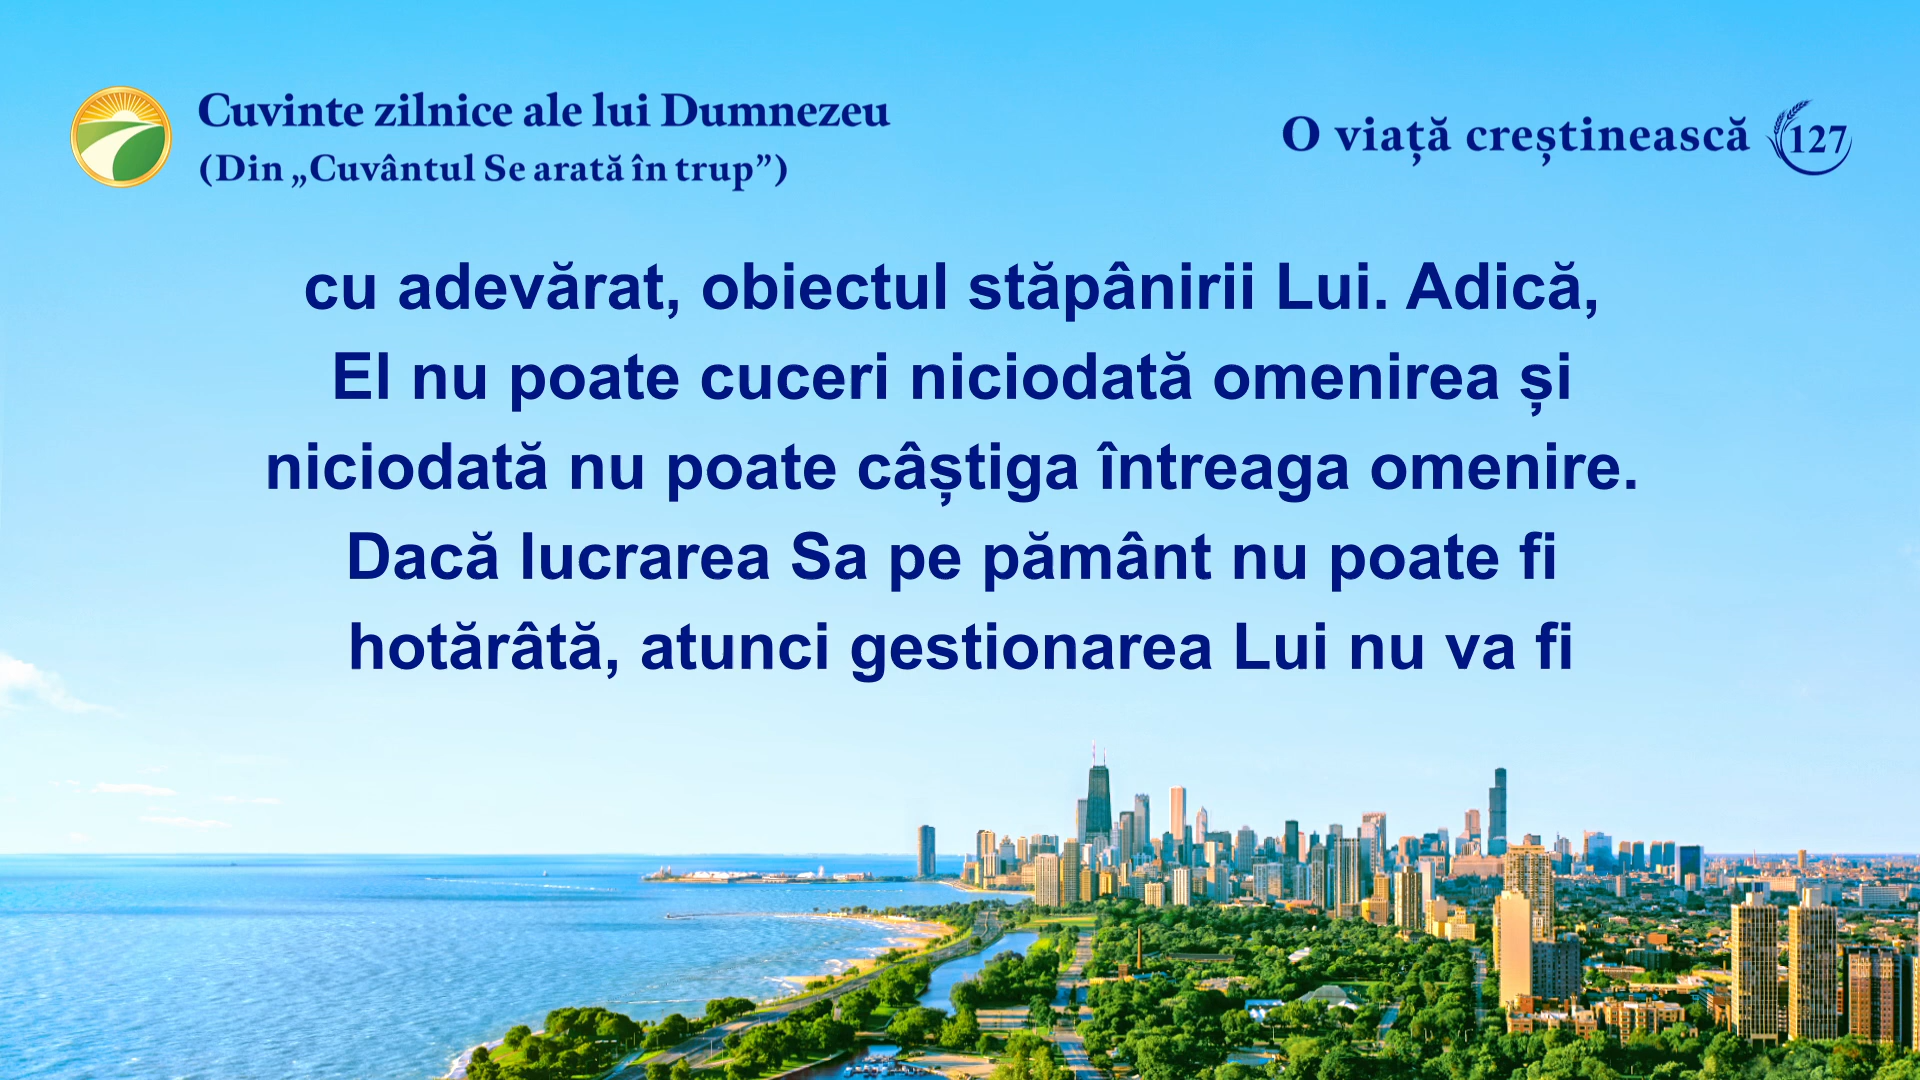 Cuvinte zilnice ale lui Dumnezeu
(Din „Cuvântul Se arată în trup”)
O viață creștinească 127
cu adevărat, obiectul stăpânirii Lui. Adică,
El nu poate cuceri niciodată omenirea și
niciodată nu poate câștiga întreaga omenire.
Dacă lucrarea Sa pe pământ nu poate fi
hotărâtă, atunci gestionarea Lui nu va fi